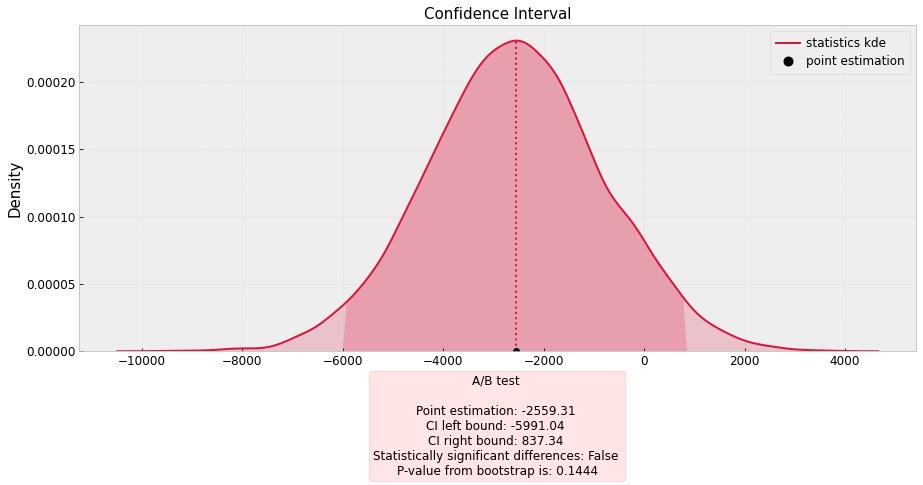 Confidence Interval
statistics kde
point estimation
Density
0.00020
0.00015
0.00010
0.00005
0.00000
−10000 −8000 −6000 −4000 −2000 0 2000 4000
A/B test
Point estimation: -2559.31
CI left bound: -5991.04
CI right bound: 837.34
Statistically significant differences: False
P-value from bootstrap is: 0.1444